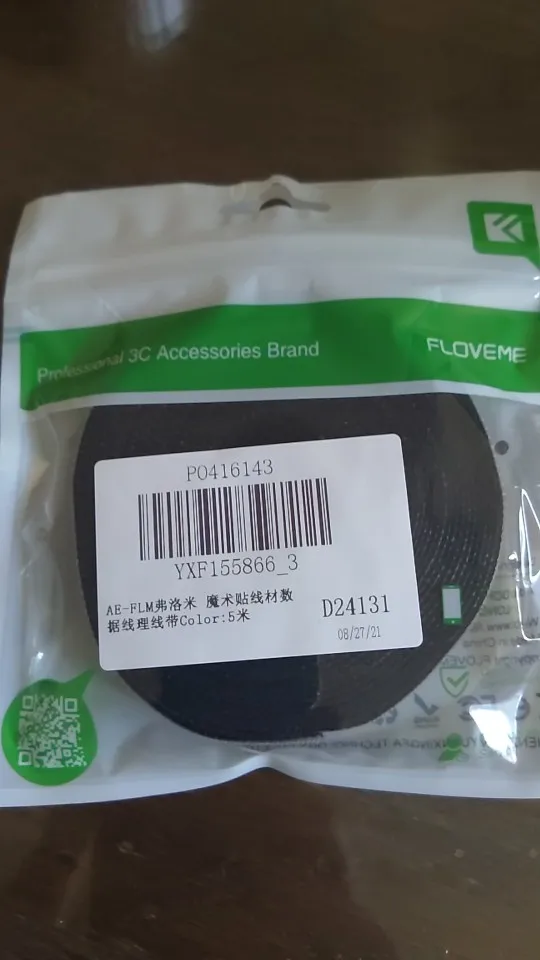 Professional 3C Accessories Brand
FLOVEME
PO416143
YXF155866_3
AE-FLM弗洛米 魔术贴线材数
据线理线带Color:5米
D24131
08/27/21